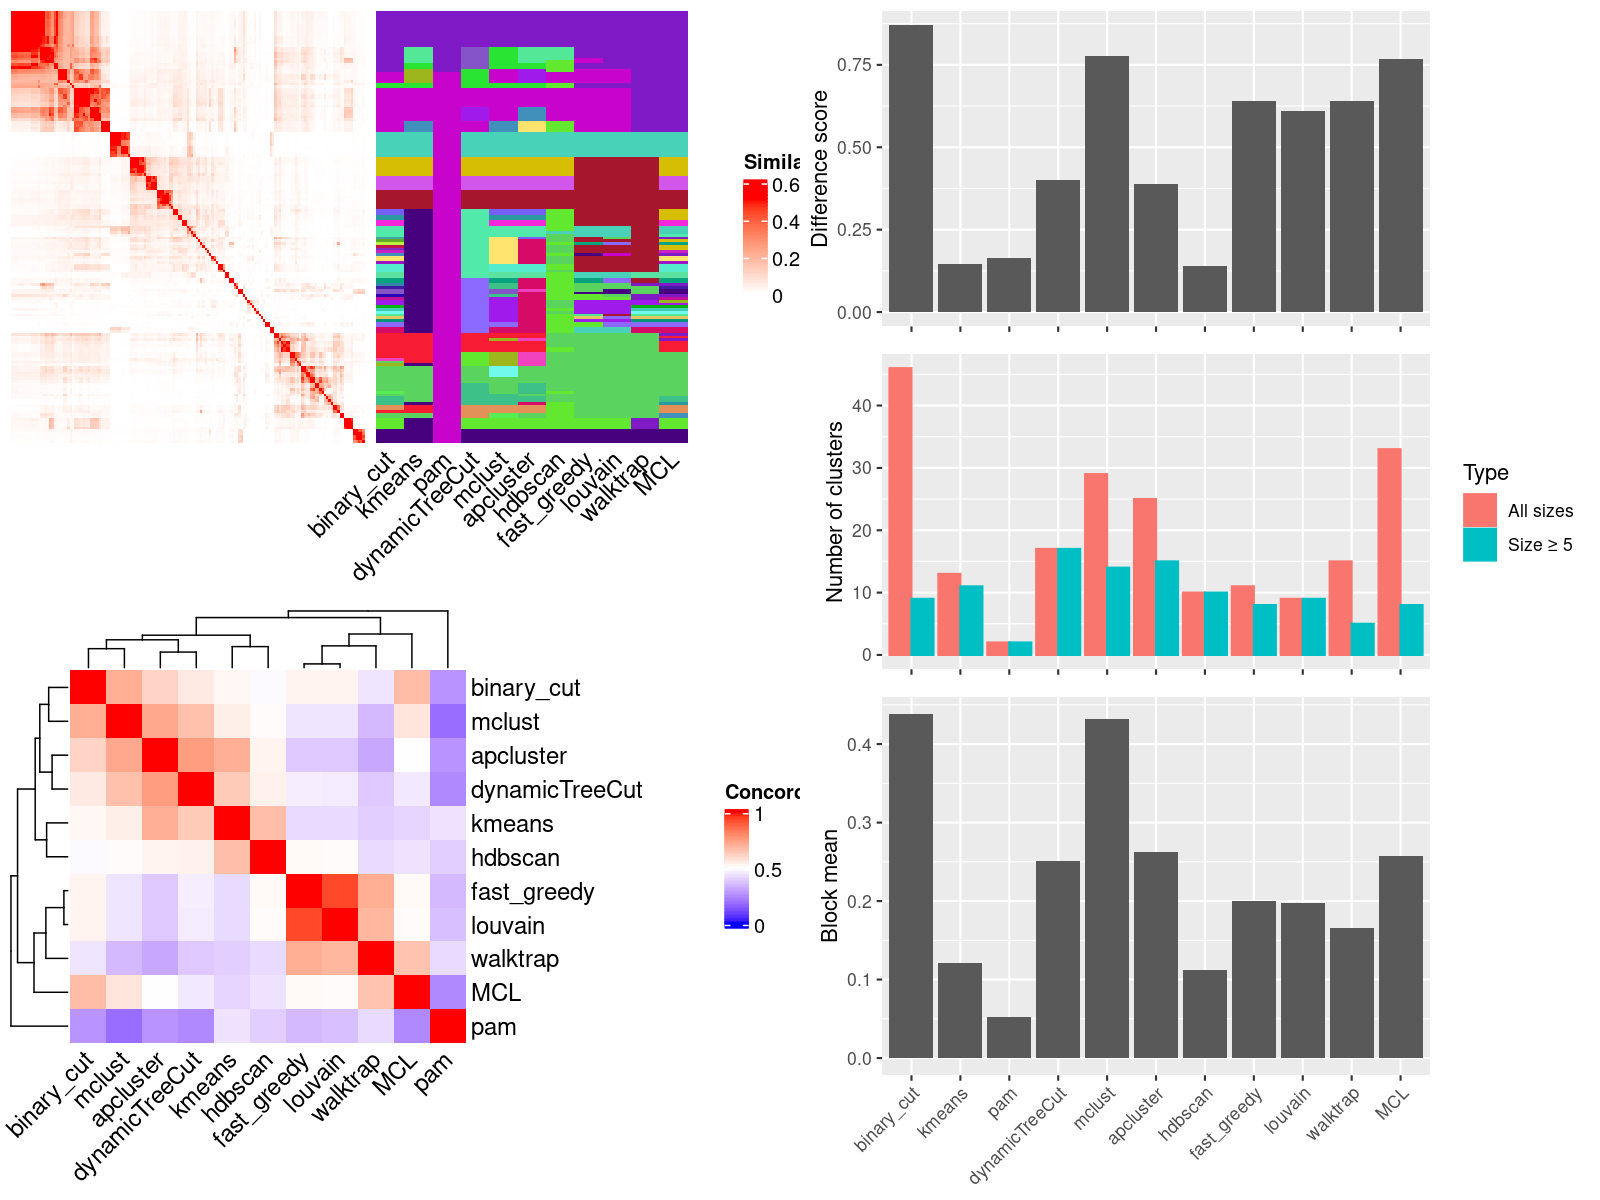 Simila
0.6
0.4
0.2
0
binary_cut
kmeans
pam
dynamicTreeCut
mclust
apcluster
hdbscan
fast_greedy
louvain
walktrap
MCL
Difference score
0.75
0.50
0.25
0.00
Number of clusters
40
30
20
10
0
Type
All sizes
Size ≥ 5
binary_cut
mclust
apcluster
dynamicTreeCut
kmeans
hdbscan
fast_greedy
louvain
walktrap
MCL
pam
binary_cut
mclust
apcluster
dynamicTreeCut
kmeans
hdbscan
fast_greedy
louvain
walktrap
MCL
pam
Concord
1
0.5
0
Block mean
0.4
0.3
0.2
0.1
0.0
binary_cut
kmeans
pam
dynamicTreeCut
mclust
apcluster
hdbscan
fast_greedy
louvain
walktrap
MCL